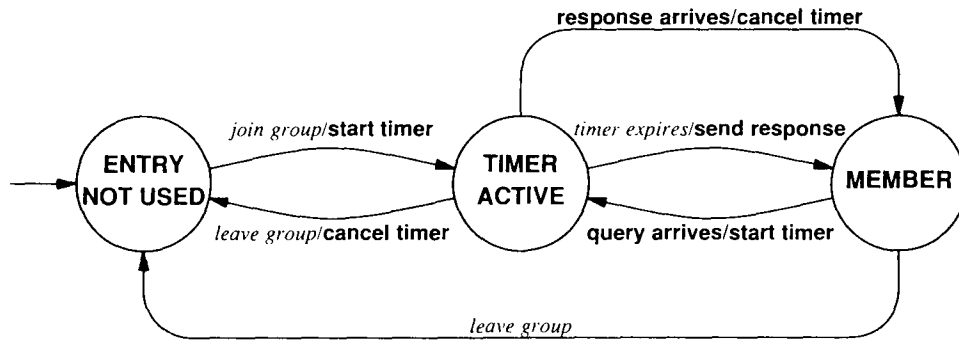 response arrives/cancel timer
join group/start timer
timer expires/send response
ENTRY
NOT USED
TIMER
ACTIVE
MEMBER
leave group/cancel timer
query arrives/start timer
leave group